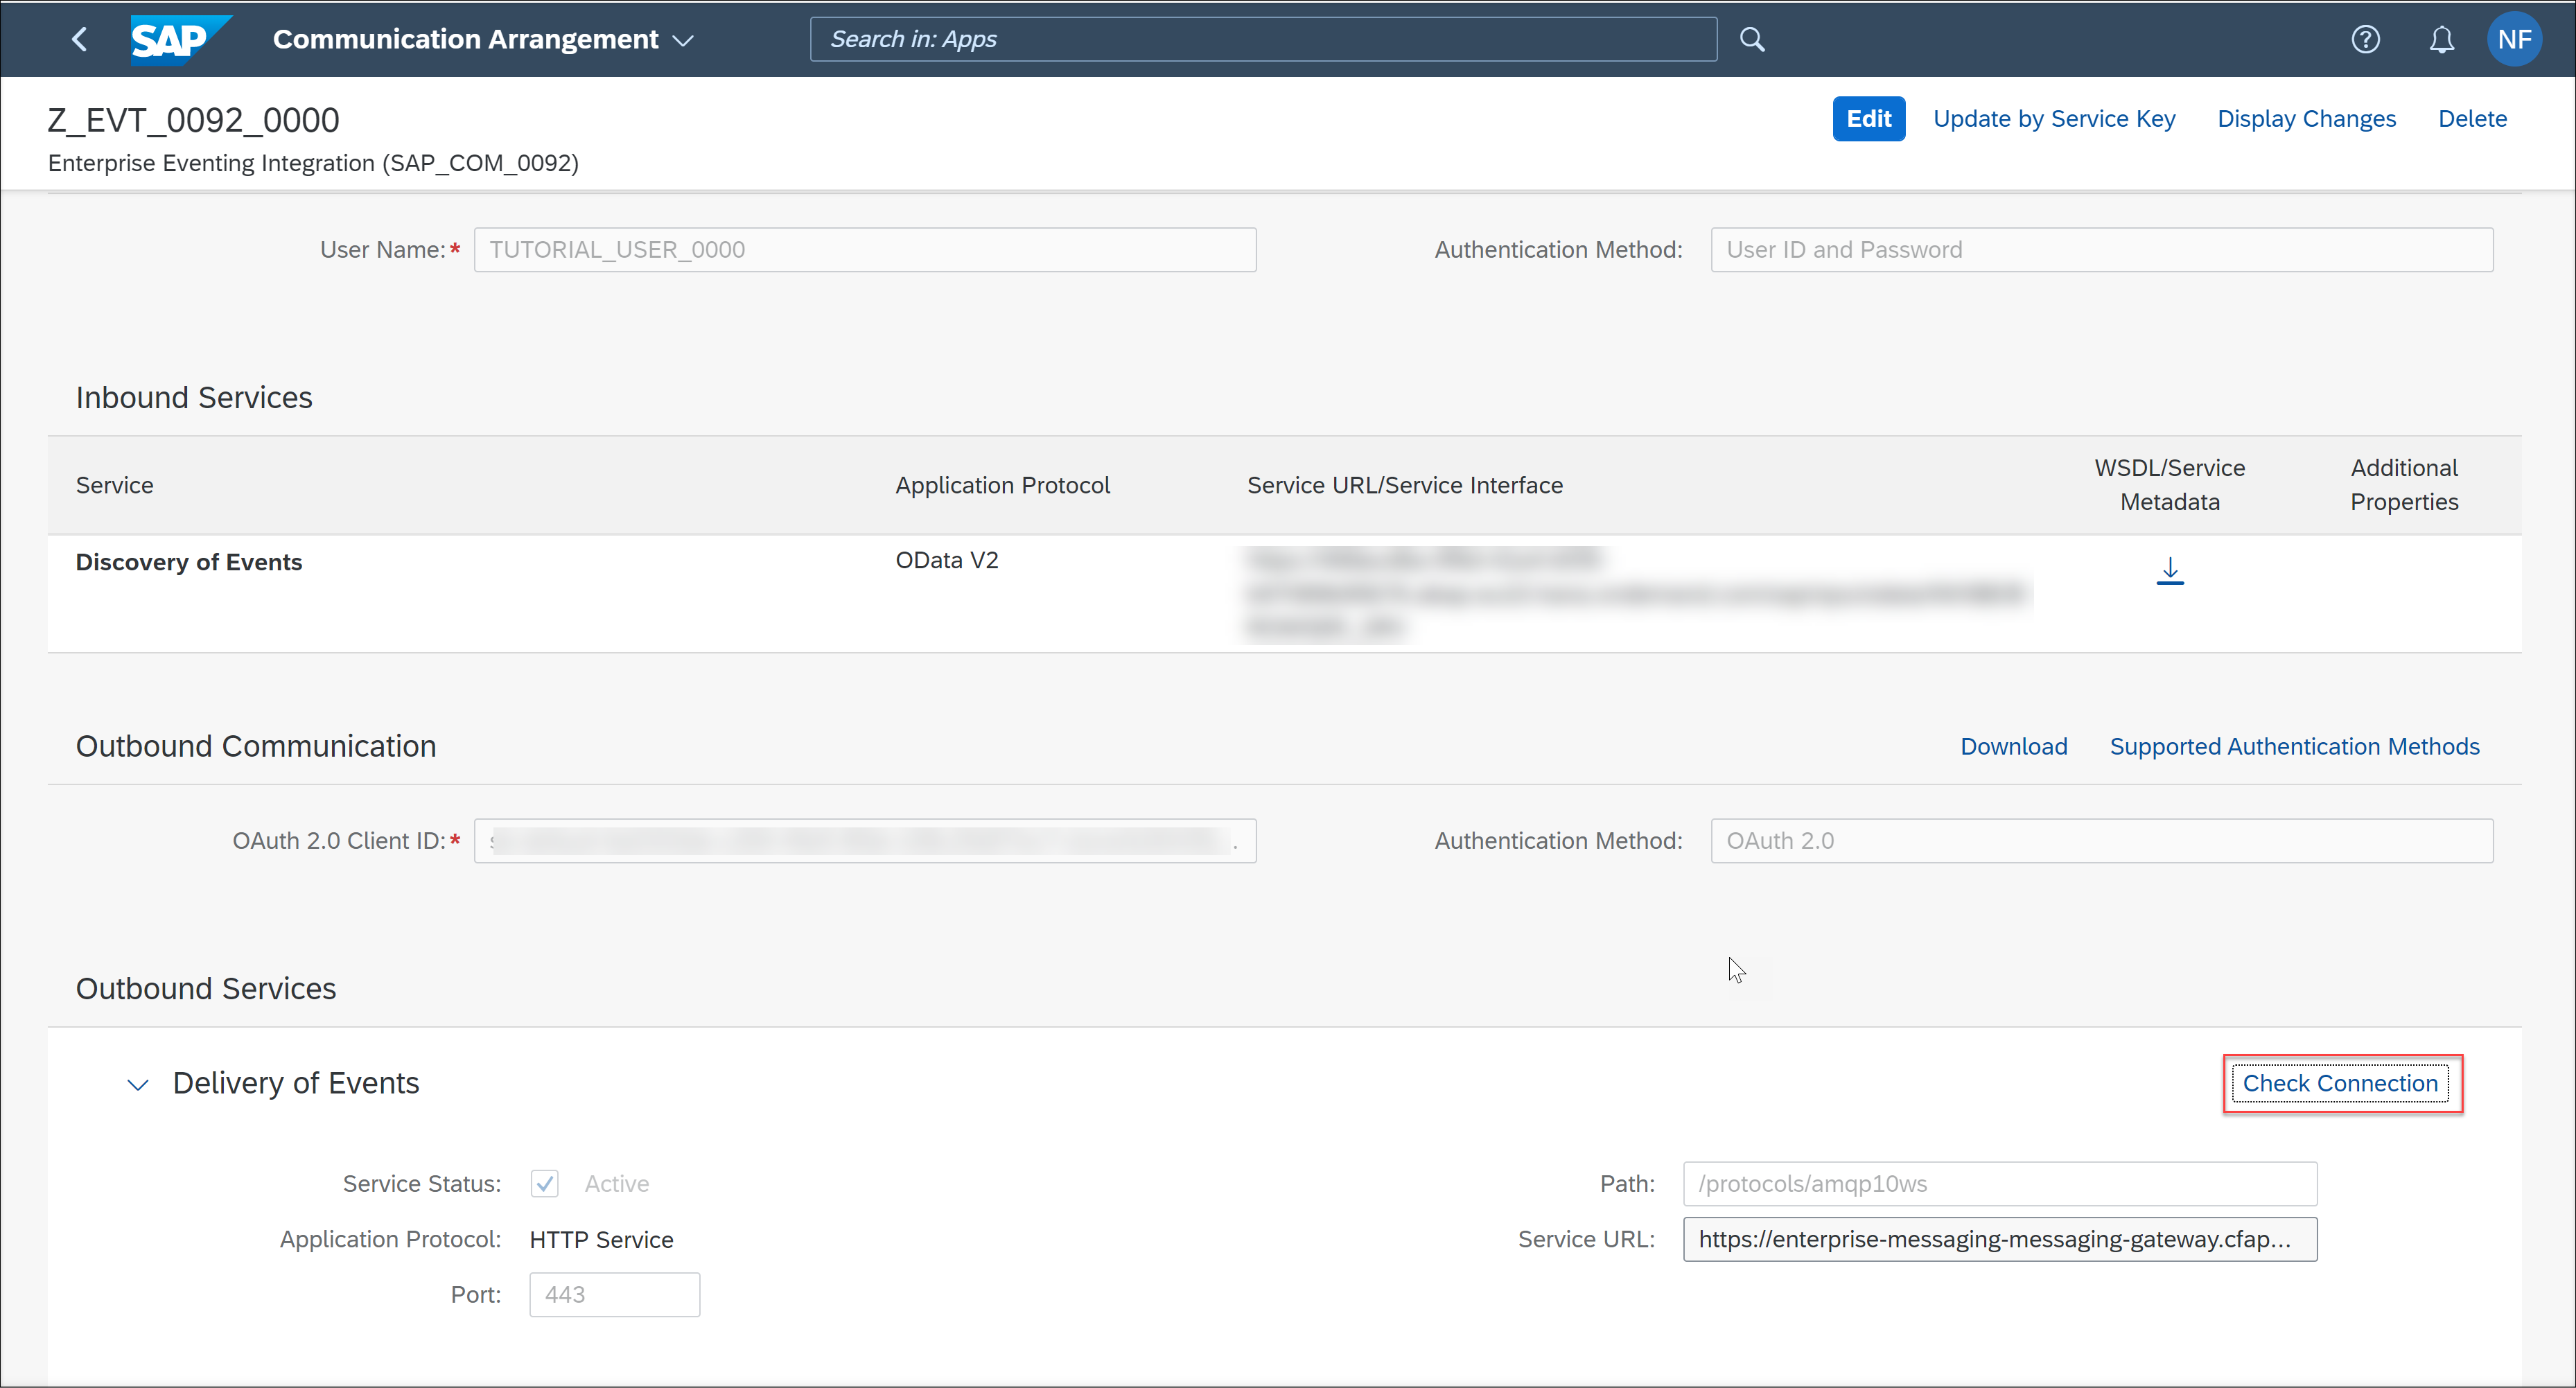 SAP Communication Arrangement Search in: Apps NF
Z_EVT_0092_0000 Edit Update by Service Key Display Changes Delete
Enterprise Eventing Integration (SAP_COM_0092)
User Name:* TUTORIAL_USER_0000 Authentication Method: User ID and Password
Inbound Services
Service Application Protocol Service URL/Service Interface WSDL/Service Metadata Additional Properties
Discovery of Events OData V2
Outbound Communication Download Supported Authentication Methods
OAuth 2.0 Client ID:* Authentication Method: OAuth 2.0
Outbound Services
Delivery of Events Check Connection
Service Status: Active Path: /protocols/amqp10ws
Application Protocol: HTTP Service Service URL: https://enterprise-messaging-messaging-gateway.cfap...
Port: 443